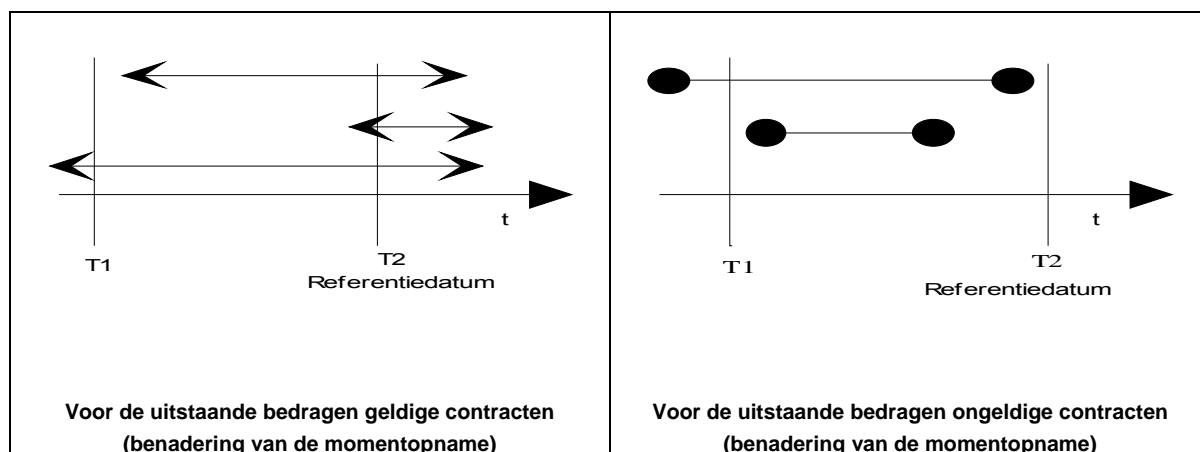 t
T1
T2
Referentiedatum
Voor de uitstaande bedragen geldige contracten
(benadering van de momentopname)
t
T1
T2
Referentiedatum
Voor de uitstaande bedragen ongeldige contracten
(benadering van de momentopname)